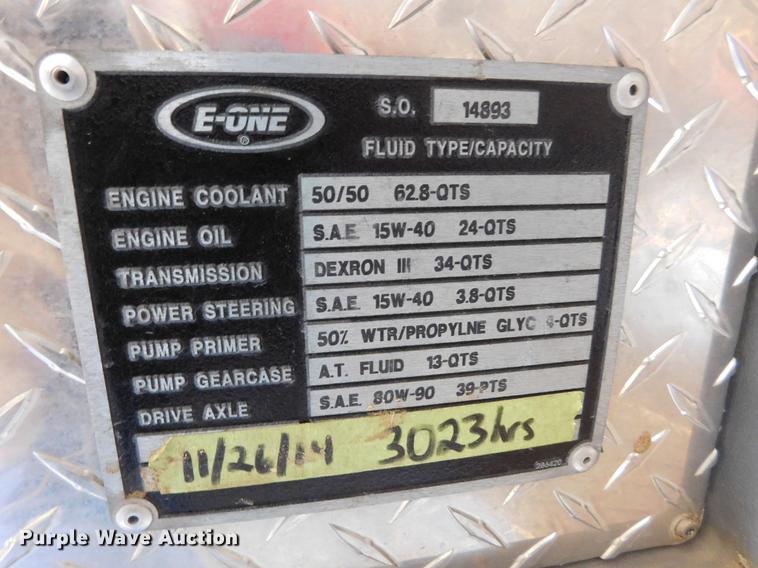 E-ONE
®
S.O. 14893
FLUID TYPE/CAPACITY
ENGINE COOLANT 50/50 62.8-QTS
ENGINE OIL S.A.E. 15W-40 24-QTS
TRANSMISSION DEXRON III 34-QTS
POWER STEERING S.A.E. 15W-40 3.8-QTS
PUMP PRIMER 50% WTR/PROPYLNE GLYC 4-QTS
PUMP GEARCASE A.T. FLUID 13-QTS
DRIVE AXLE S.A.E. 80W-90 39-PTS
11/26/14 3023hrs
Purple Wave Auction